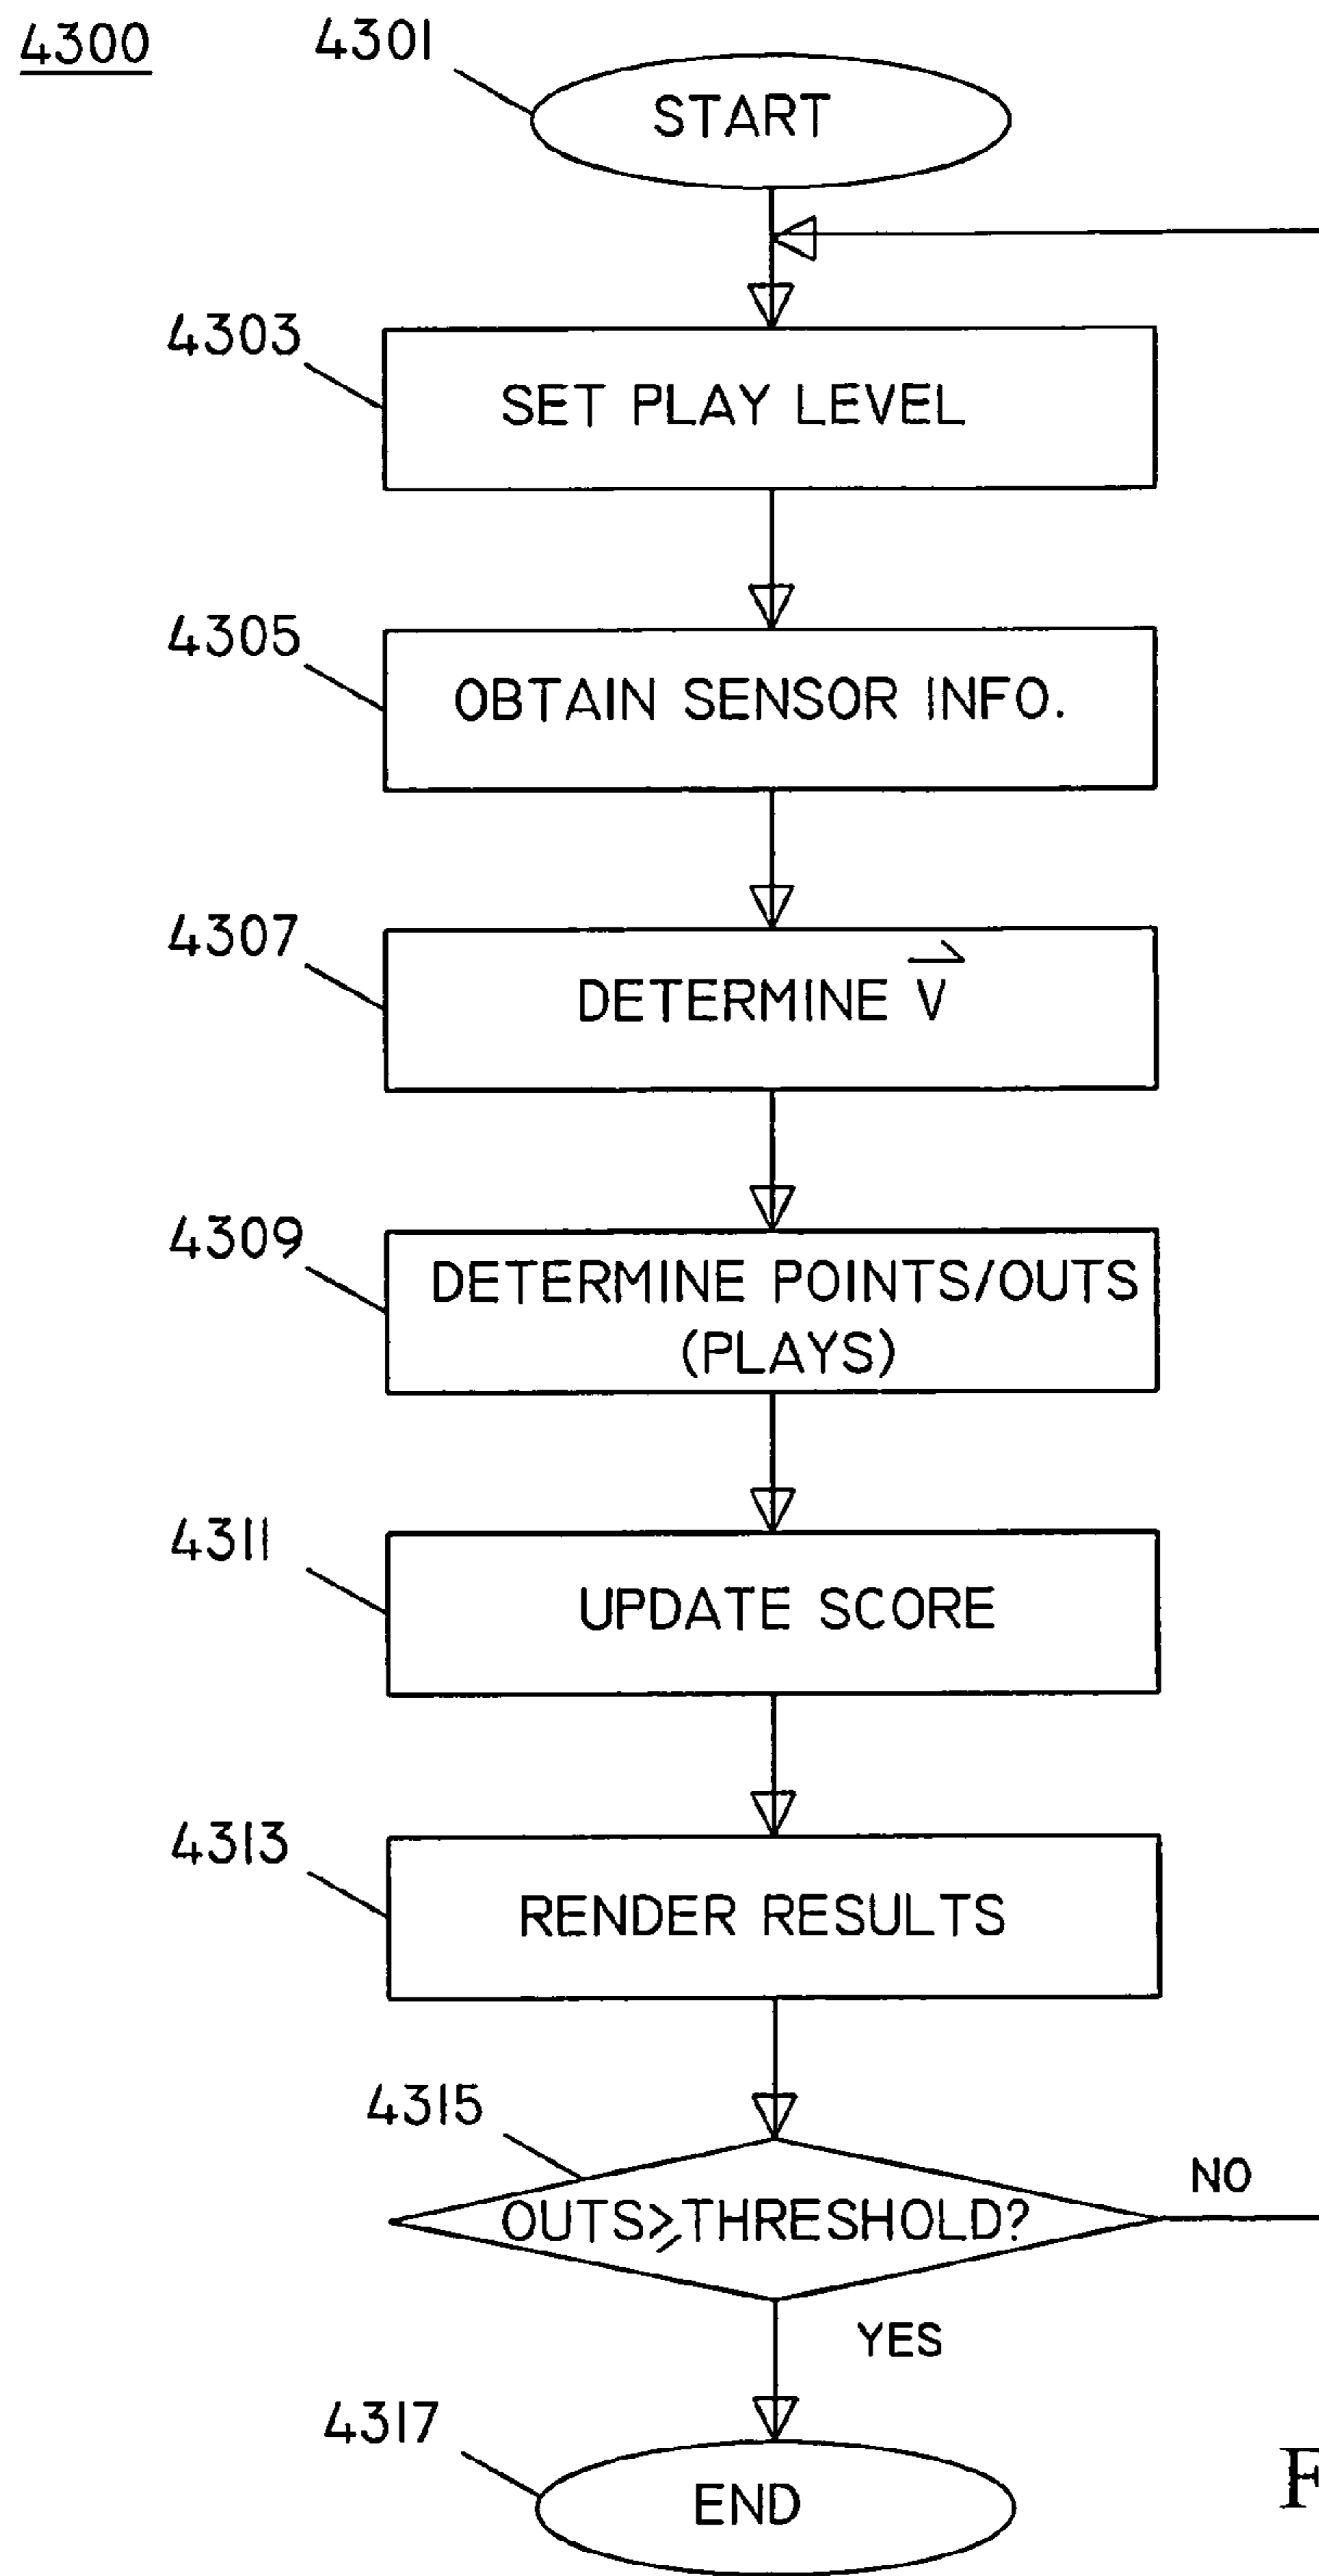 4300
4301
START
4303
SET PLAY LEVEL
4305
OBTAIN SENSOR INFO.
4307
DETERMINE V⃗
4309
DETERMINE POINTS/OUTS
(PLAYS)
4311
UPDATE SCORE
4313
RENDER RESULTS
4315
OUTS≥THRESHOLD?
NO
YES
4317
END
F